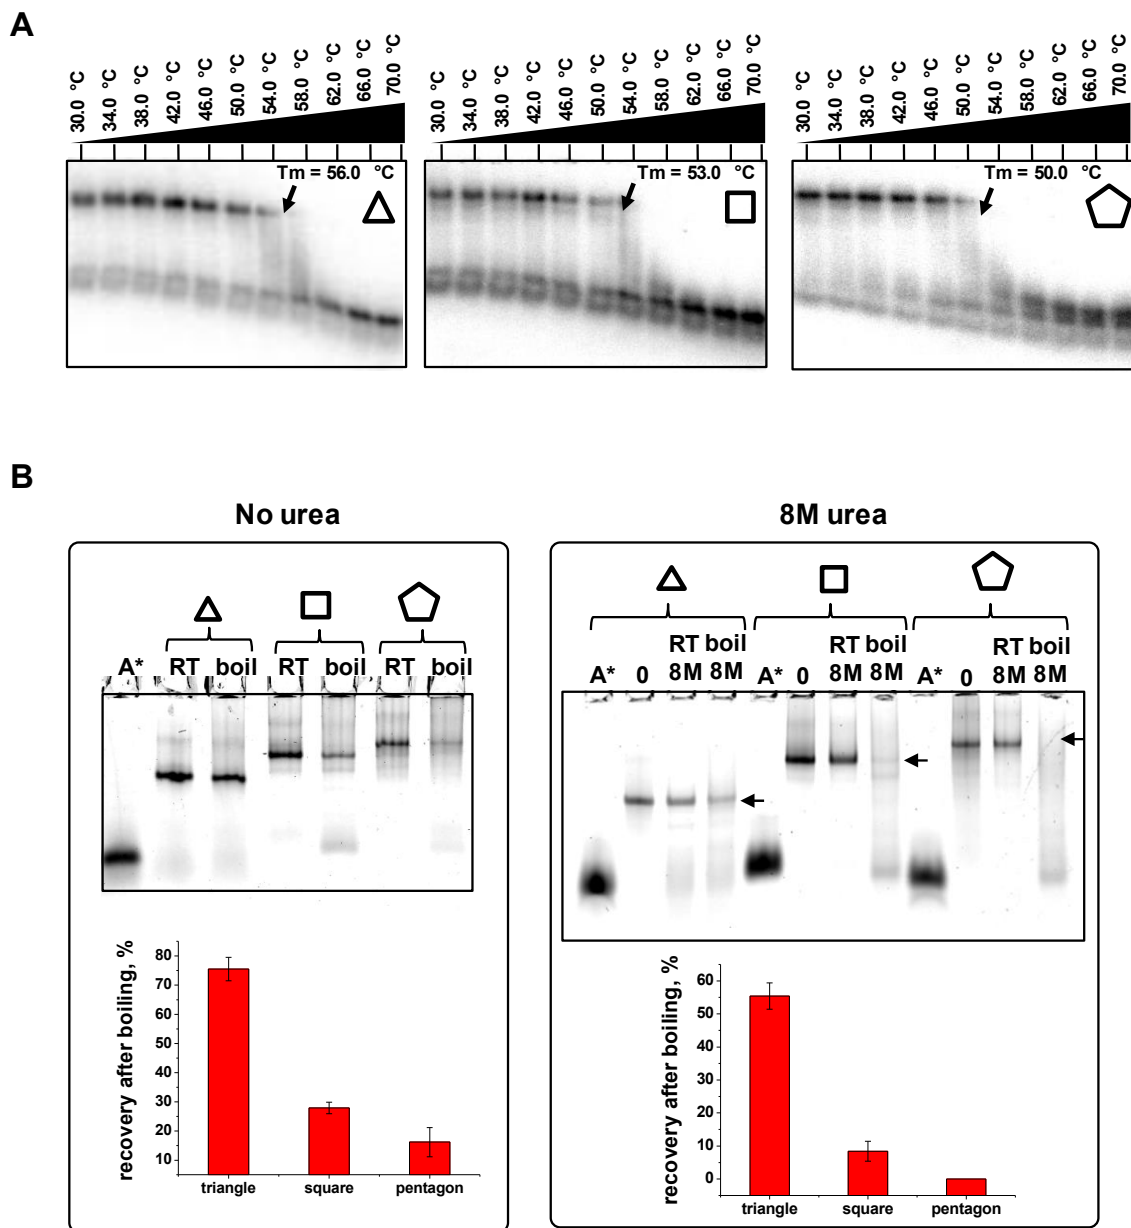 A
30.0 °C 34.0 °C 38.0 °C 42.0 °C 46.0 °C 50.0 °C 54.0 °C 58.0 °C 62.0 °C 66.0 °C 70.0 °C
30.0 °C 34.0 °C 38.0 °C 42.0 °C 46.0 °C 50.0 °C 54.0 °C 58.0 °C 62.0 °C 66.0 °C 70.0 °C
30.0 °C 34.0 °C 38.0 °C 42.0 °C 46.0 °C 50.0 °C 54.0 °C 58.0 °C 62.0 °C 66.0 °C 70.0 °C
Tm = 56.0 °C
Tm = 53.0 °C
Tm = 50.0 °C
B
No urea
A* RT boil RT boil RT boil
recovery after boiling, %
80
70
60
50
40
30
20
10
triangle square pentagon
8M urea
RT boil RT boil RT boil
A* 0 8M 8M A* 0 8M 8M A* 0 8M 8M
recovery after boiling, %
60
50
40
30
20
10
0
triangle square pentagon